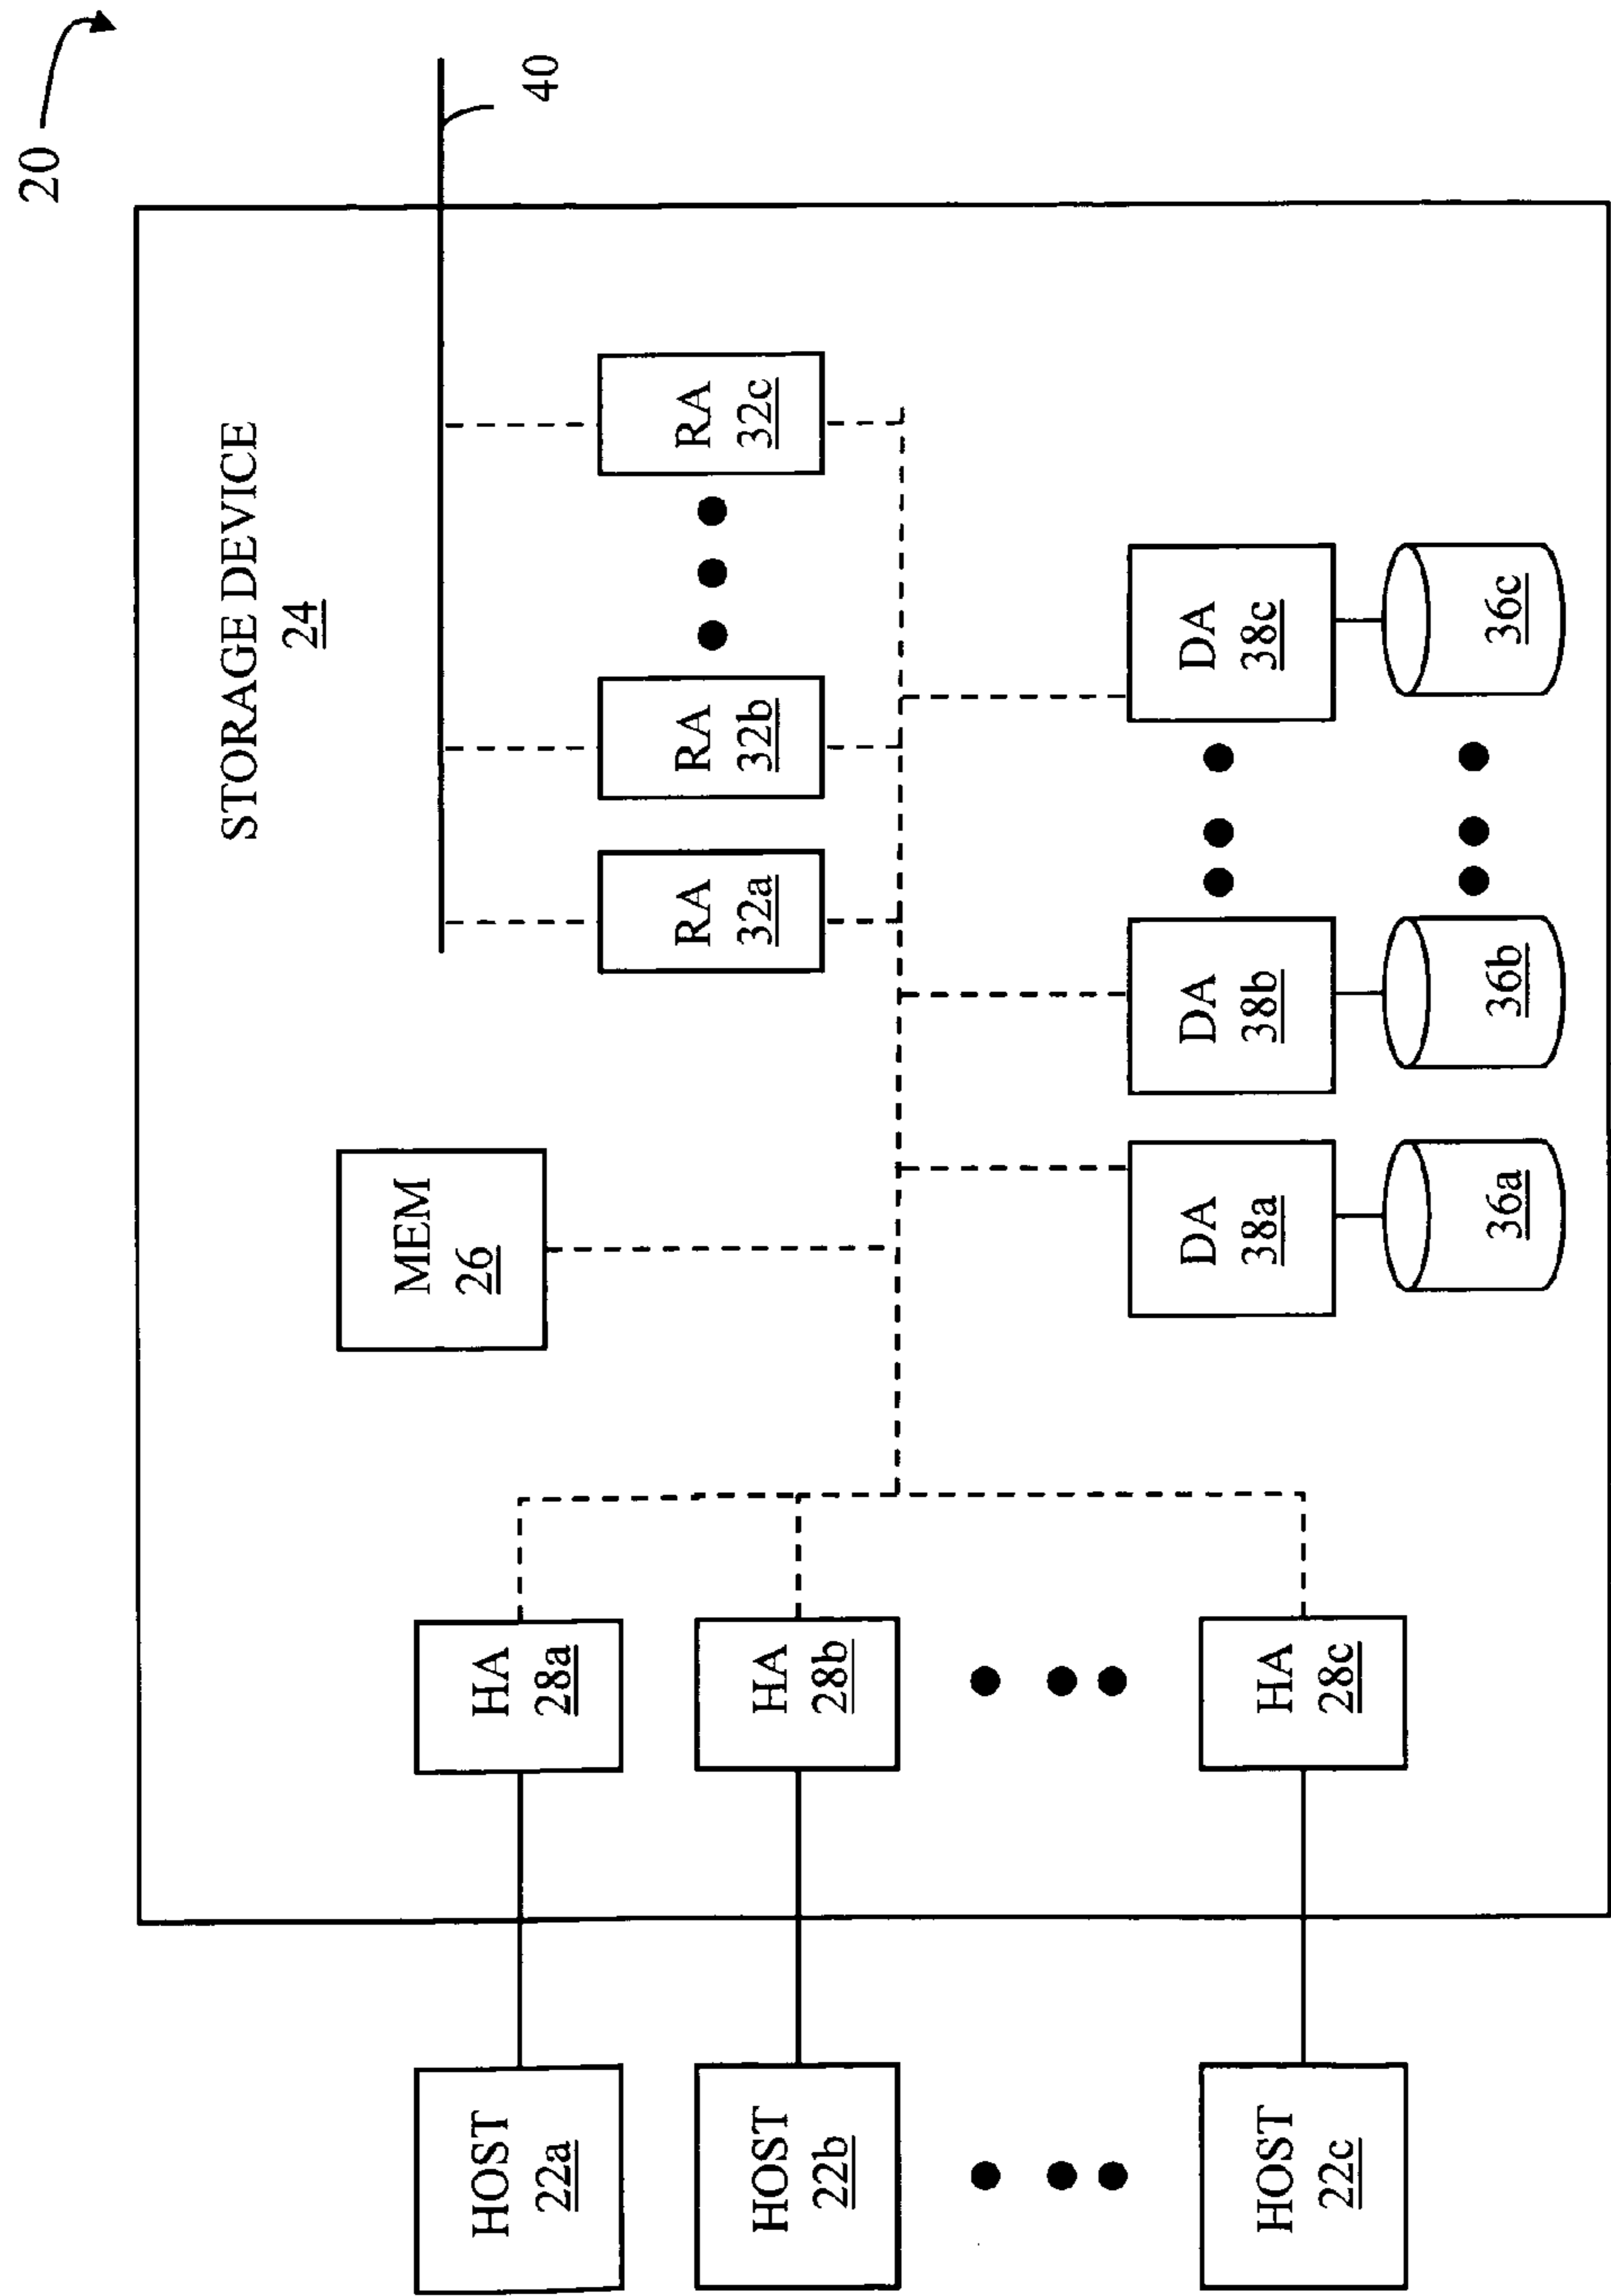 20
STORAGE DEVICE
24
40
MEM
26
RA
32a
RA
32b
RA
32c
HOST
22a
HA
28a
HOST
22b
HA
28b
HOST
22c
HA
28c
DA
38a
DA
38b
DA
38c
36a
36b
36c